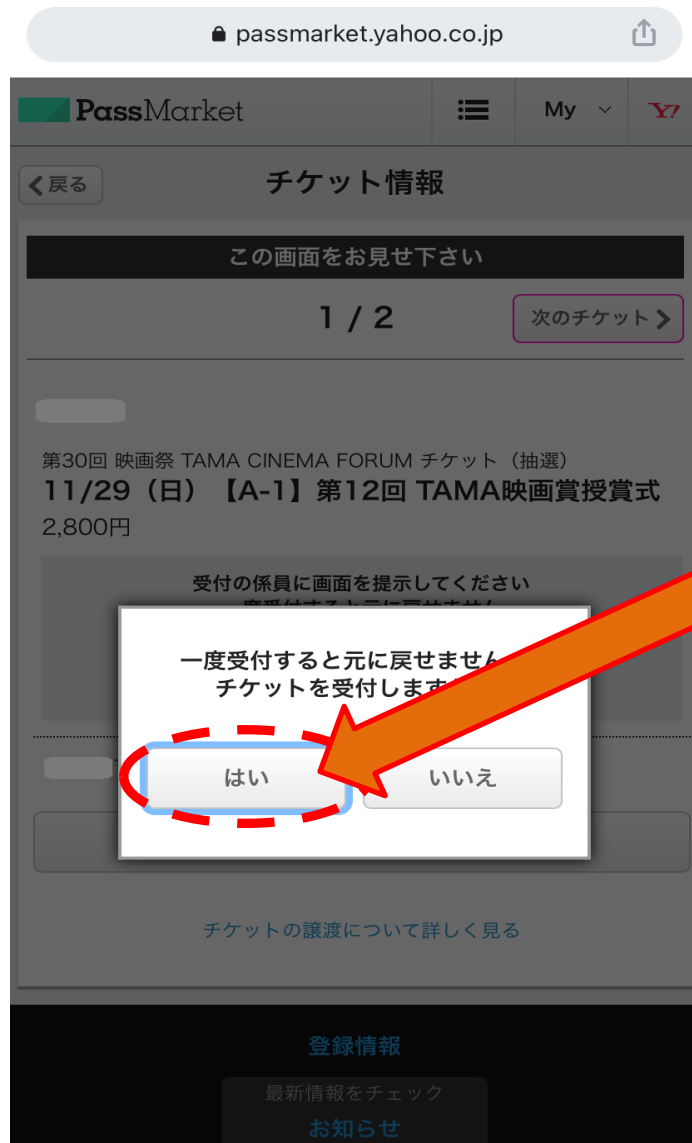 passmarket.yahoo.co.jp
PassMarket
My
Y!
戻る
チケット情報
この画面をお見せ下さい
1 / 2
次のチケット
第30回 映画祭 TAMA CINEMA FORUM チケット（抽選）
11/29（日）【A-1】第12回 TAMA映画賞授賞式
2,800円
受付の係員に画面を提示してください
一度受付すると元に戻せません
チケットを受付しますか
はい
いいえ
チケットの譲渡について詳しく見る
登録情報
最新情報をチェック
お知らせ